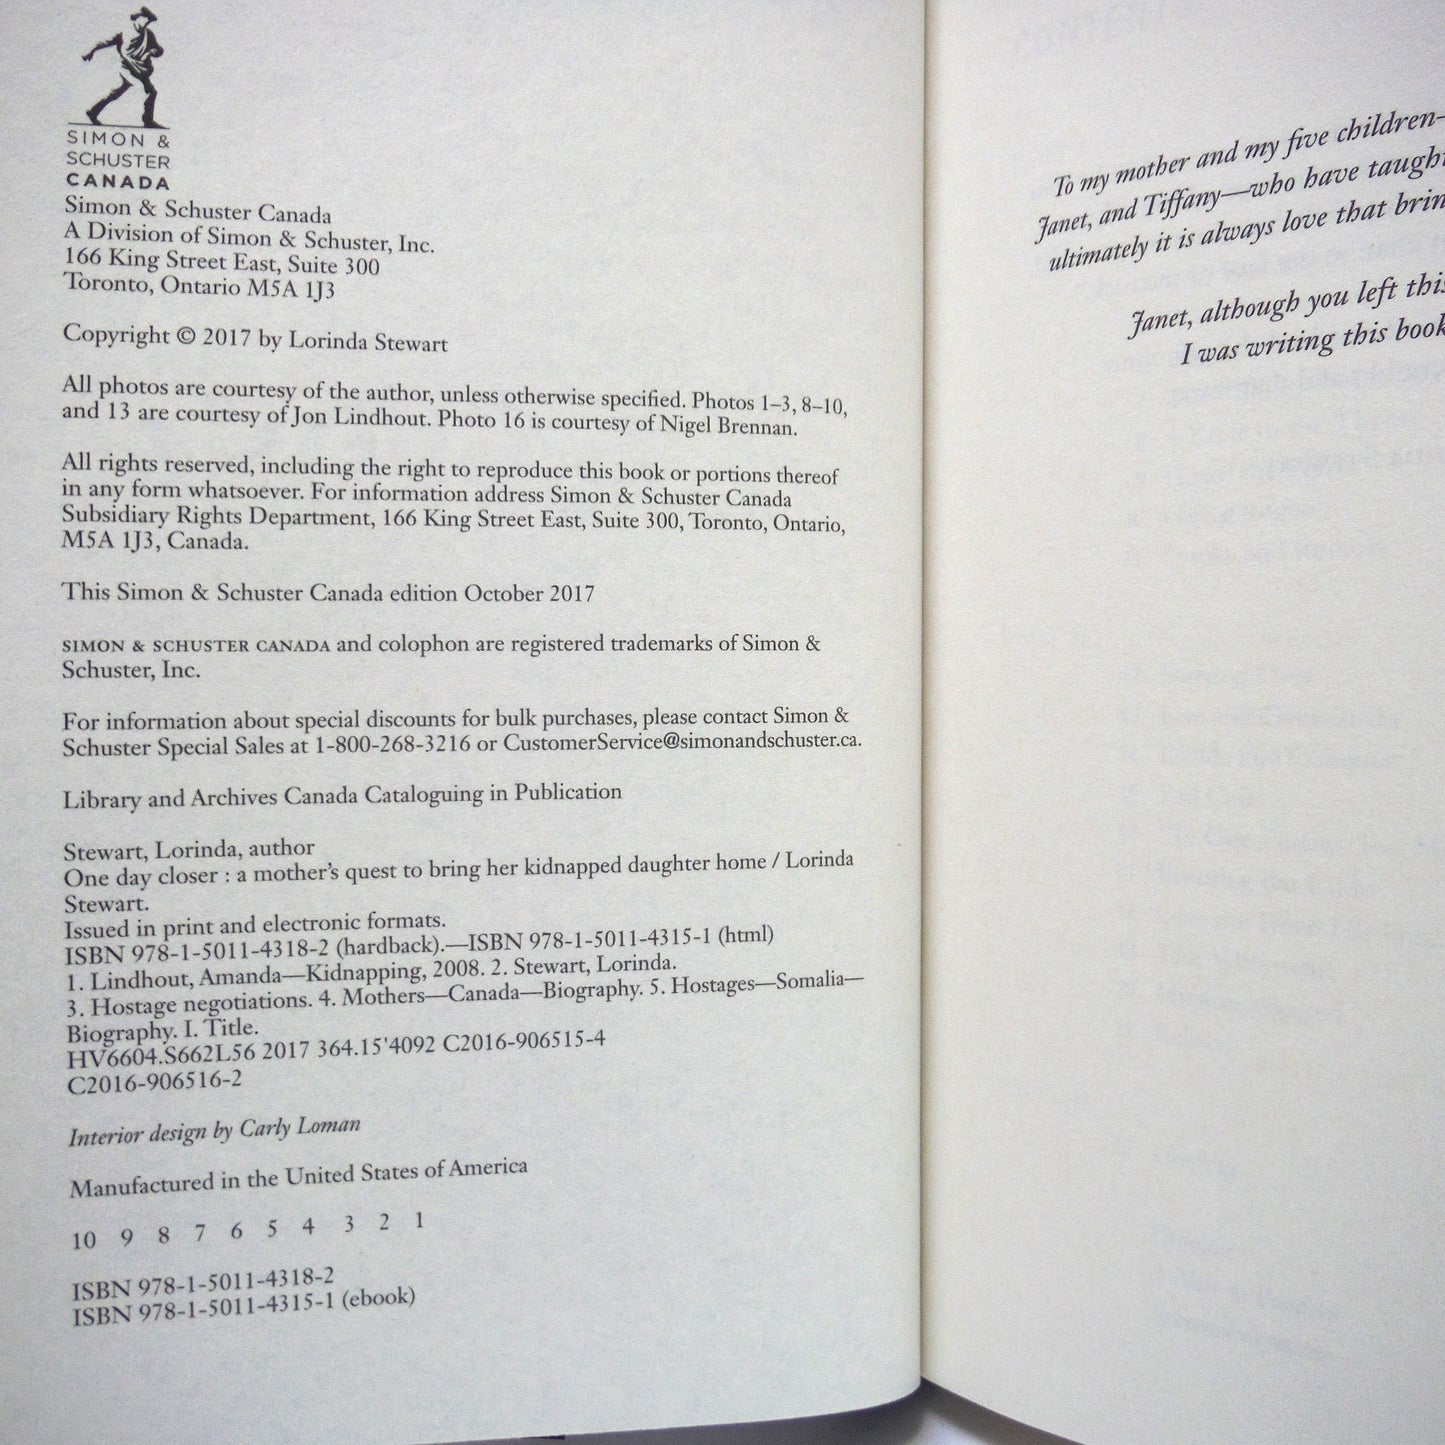 SIMON &
SCHUSTER
CANADA
Simon & Schuster Canada
A Division of Simon & Schuster, Inc.
166 King Street East, Suite 300
Toronto, Ontario M5A 1J3
Copyright © 2017 by Lorinda Stewart
All photos are courtesy of the author, unless otherwise specified. Photos 1–3, 8–10,
and 13 are courtesy of Jon Lindhout. Photo 16 is courtesy of Nigel Brennan.
All rights reserved, including the right to reproduce this book or portions thereof
in any form whatsoever. For information address Simon & Schuster Canada
Subsidiary Rights Department, 166 King Street East, Suite 300, Toronto, Ontario,
M5A 1J3, Canada.
This Simon & Schuster Canada edition October 2017
SIMON & SCHUSTER CANADA and colophon are registered trademarks of Simon &
Schuster, Inc.
For information about special discounts for bulk purchases, please contact Simon &
Schuster Special Sales at 1-800-268-3216 or CustomerService@simonandschuster.ca.
Library and Archives Canada Cataloguing in Publication
Stewart, Lorinda, author
One day closer : a mother's quest to bring her kidnapped daughter home / Lorinda
Stewart.
Issued in print and electronic formats.
ISBN 978-1-5011-4318-2 (hardback).—ISBN 978-1-5011-4315-1 (html)
1. Lindhout, Amanda—Kidnapping, 2008. 2. Stewart, Lorinda.
3. Hostage negotiations. 4. Mothers—Canada—Biography. 5. Hostages—Somalia—
Biography. I. Title.
HV6604.S662L56 2017 364.15'4092 C2016-906515-4
C2016-906516-2
Interior design by Carly Loman
Manufactured in the United States of America
10 9 8 7 6 5 4 3 2 1
ISBN 978-1-5011-4318-2
ISBN 978-1-5011-4315-1 (ebook)
To my mother and my five children—
Janet, and Tiffany—who have taught
ultimately it is always love that brin
Janet, although you left this
I was writing this book